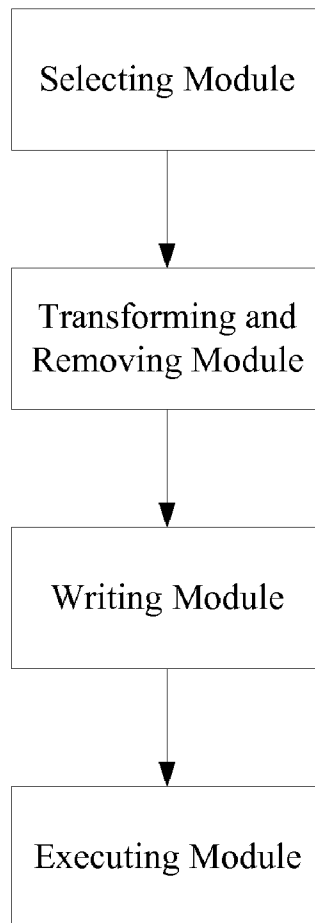 Selecting Module
Transforming and
Removing Module
Writing Module
Executing Module